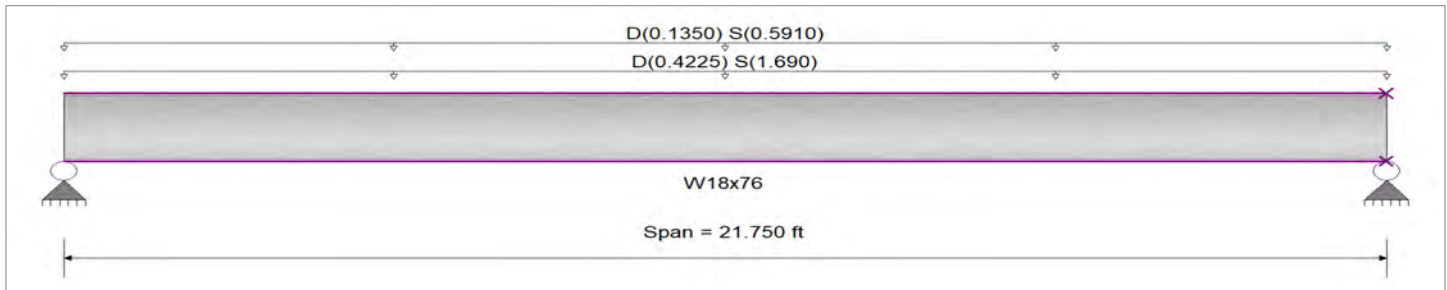 D(0.1350) S(0.5910)
D(0.4225) S(1.690)
W18x76
Span = 21.750 ft